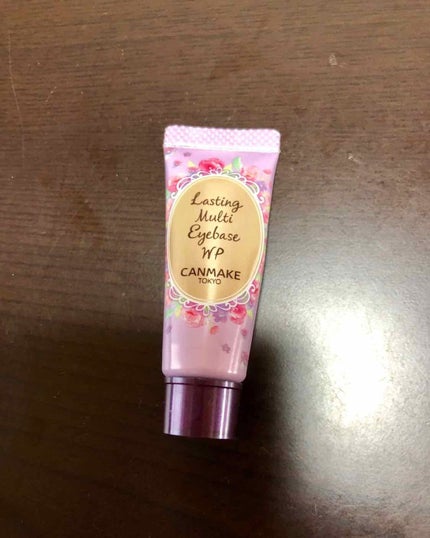 Lasting
Multi
Eyebase
WP
CANMAKE
TOKYO